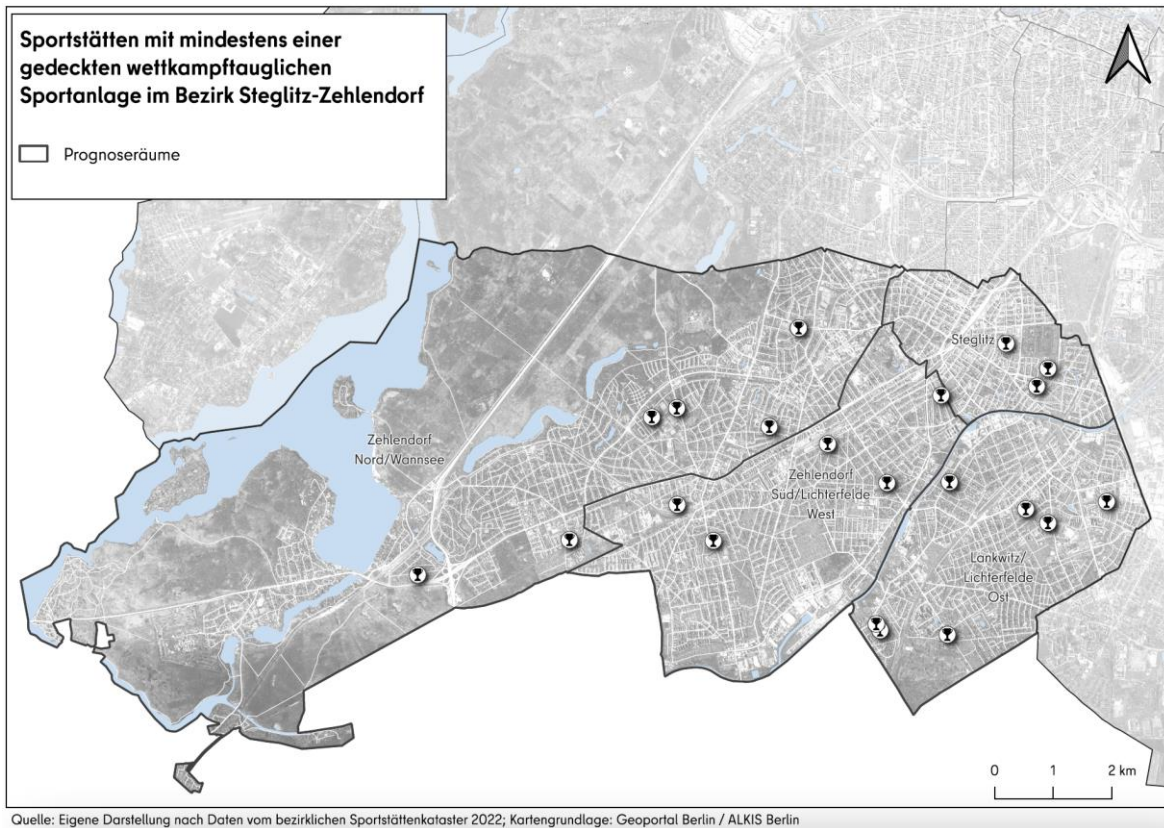 Sportstätten mit mindestens einer
gedeckten wettkampftauglichen
Sportanlage im Bezirk Steglitz-Zehlendorf
Prognoseräume
Steglitz
Zehlendorf
Nord/Wannsee
Zehlendorf
Süd/Lichterfelde
West
Lankwitz/
Lichterfelde
Ost
0 1 2 km
Quelle: Eigene Darstellung nach Daten vom bezirklichen Sportstättenkataster 2022; Kartengrundlage: Geoportal Berlin / ALKIS Berlin